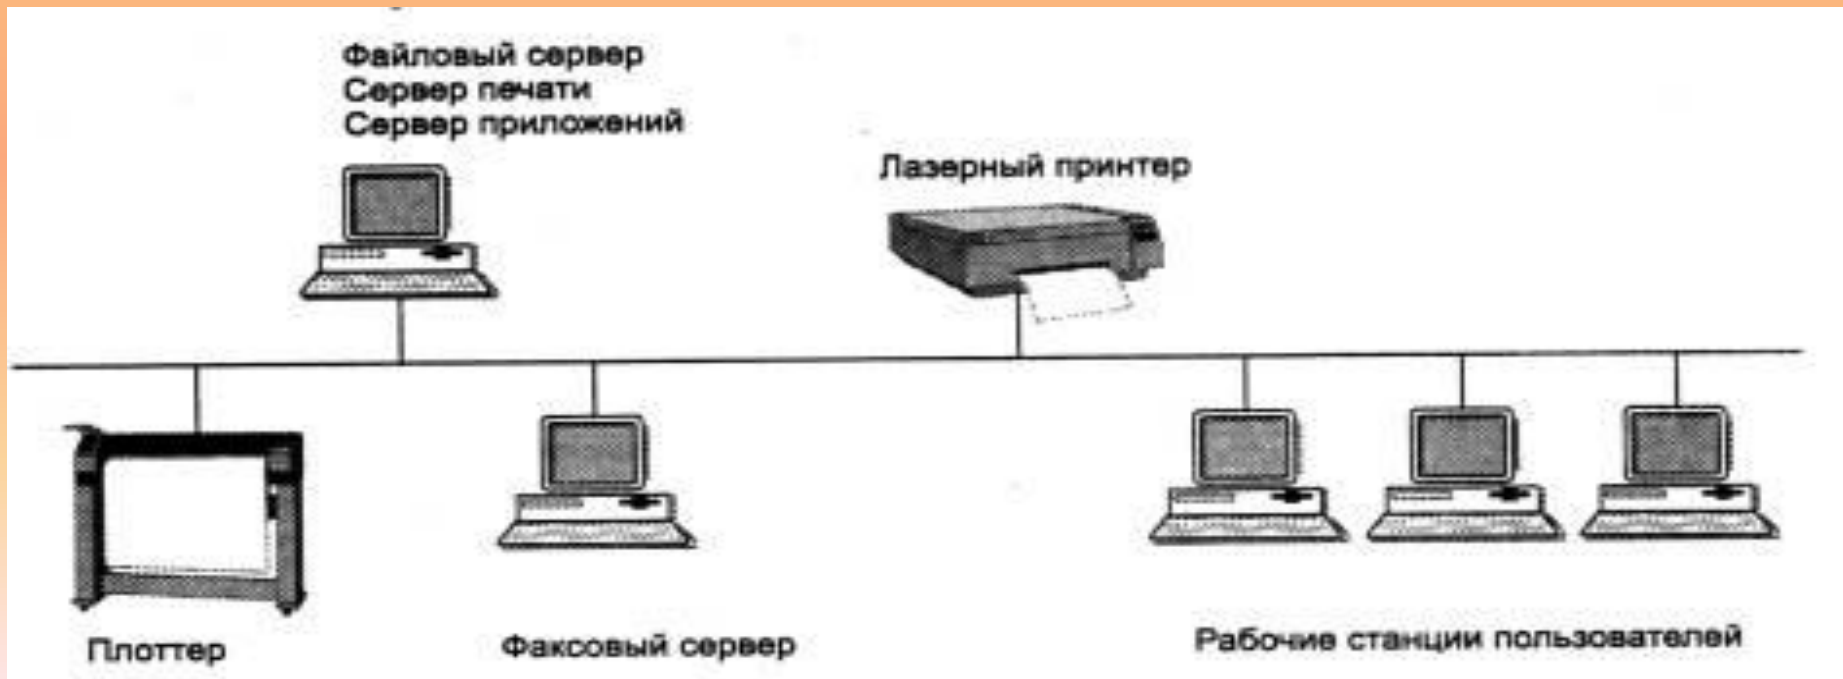 Файловый сервер
Сервер печати
Сервер приложений
Лазерный принтер
Плоттер
Факсовый сервер
Рабочие станции пользователей